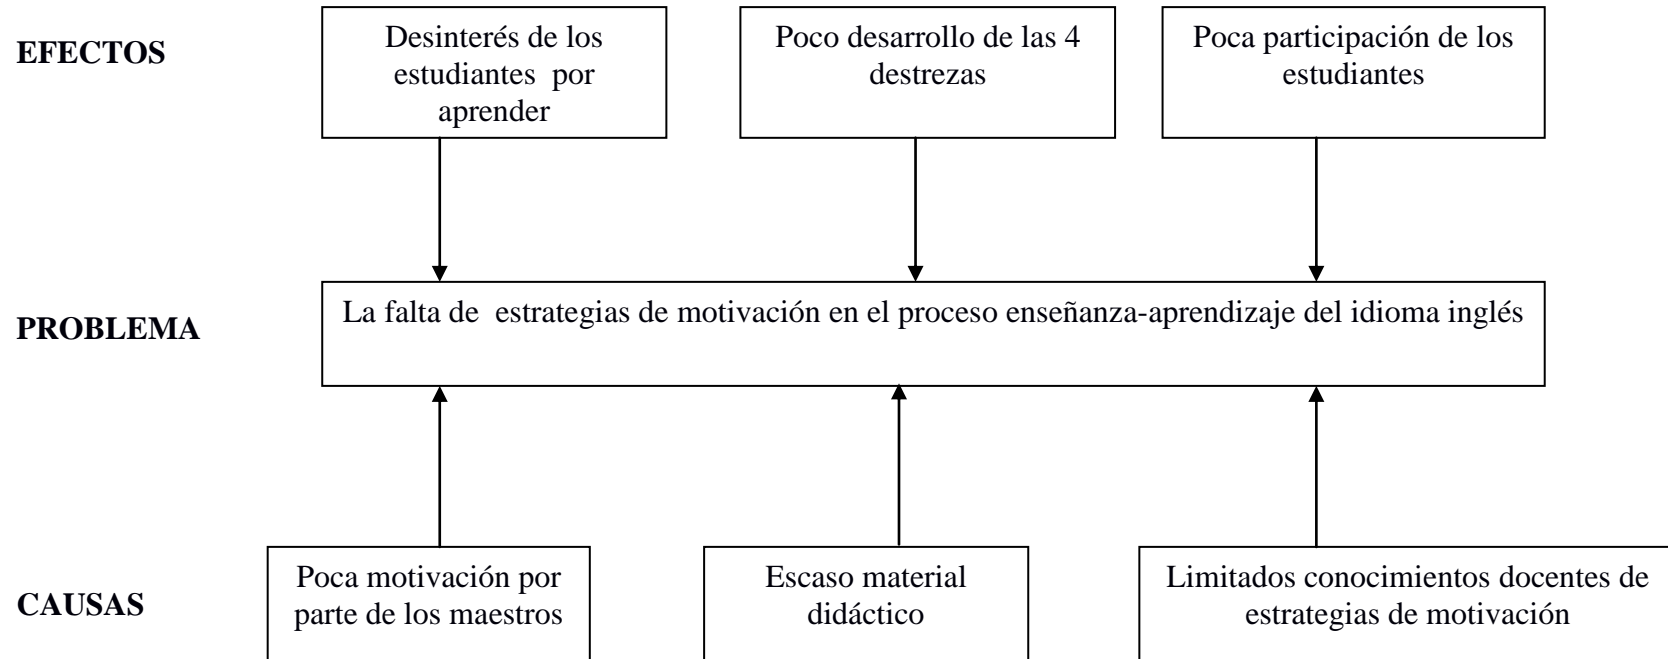 EFECTOS
Desinterés de los
estudiantes  por
aprender
Poco desarrollo de las 4
destrezas
Poca participación de los
estudiantes
PROBLEMA
La falta de  estrategias de motivación en el proceso enseñanza-aprendizaje del idioma inglés
CAUSAS
Poca motivación por
parte de los maestros
Escaso material
didáctico
Limitados conocimientos docentes de
estrategias de motivación